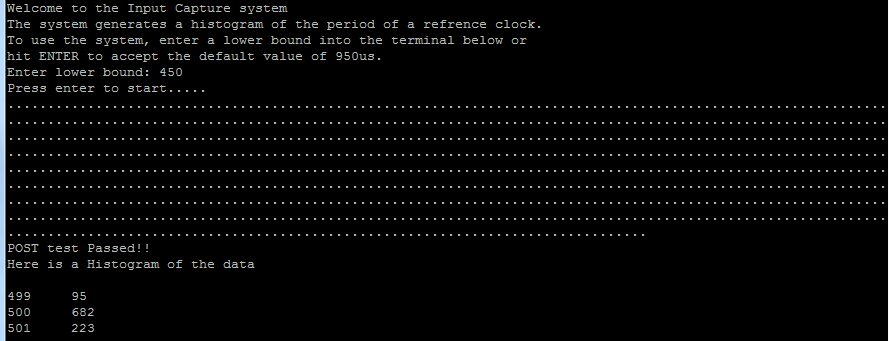 Welcome to the Input Capture system
The system generates a histogram of the period of a refrence clock.
To use the system, enter a lower bound into the terminal below or
hit ENTER to accept the default value of 950us.
Enter lower bound: 450
Press enter to start.....
..............................................................................................................
..............................................................................................................
..............................................................................................................
..............................................................................................................
..............................................................................................................
..............................................................................................................
..............................................................................................................
..............................................................................................................
................................................................................
POST test Passed!!
Here is a Histogram of the data
499 95
500 682
501 223